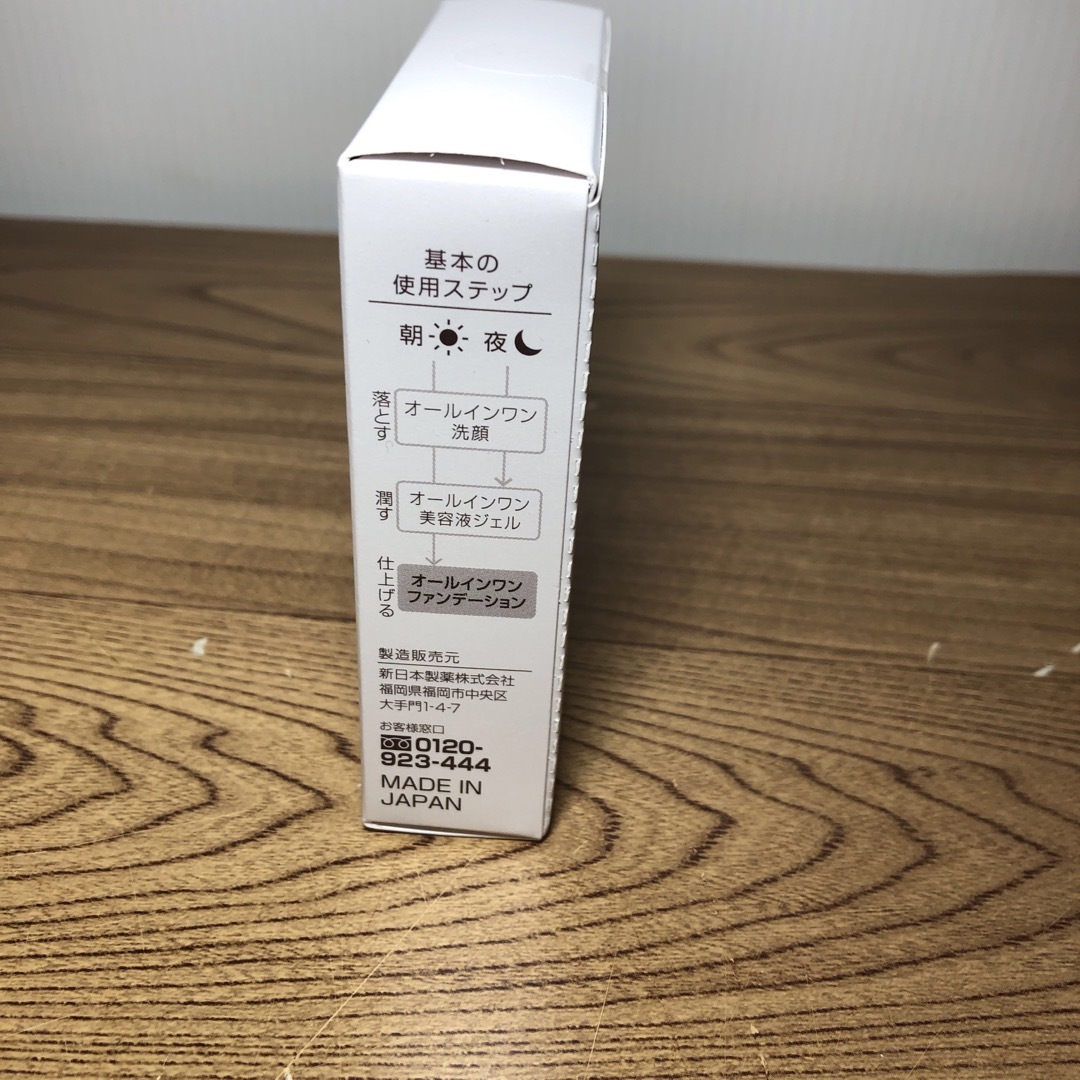 基本の
使用ステップ
朝 夜
落とす
オールインワン
洗顔
潤す
オールインワン
美容液ジェル
仕上げる
オールインワン
ファンデーション
製造販売元
新日本製薬株式会社
福岡県福岡市中央区
大手門1-4-7
お客様窓口
0120-
923-444
MADE IN
JAPAN